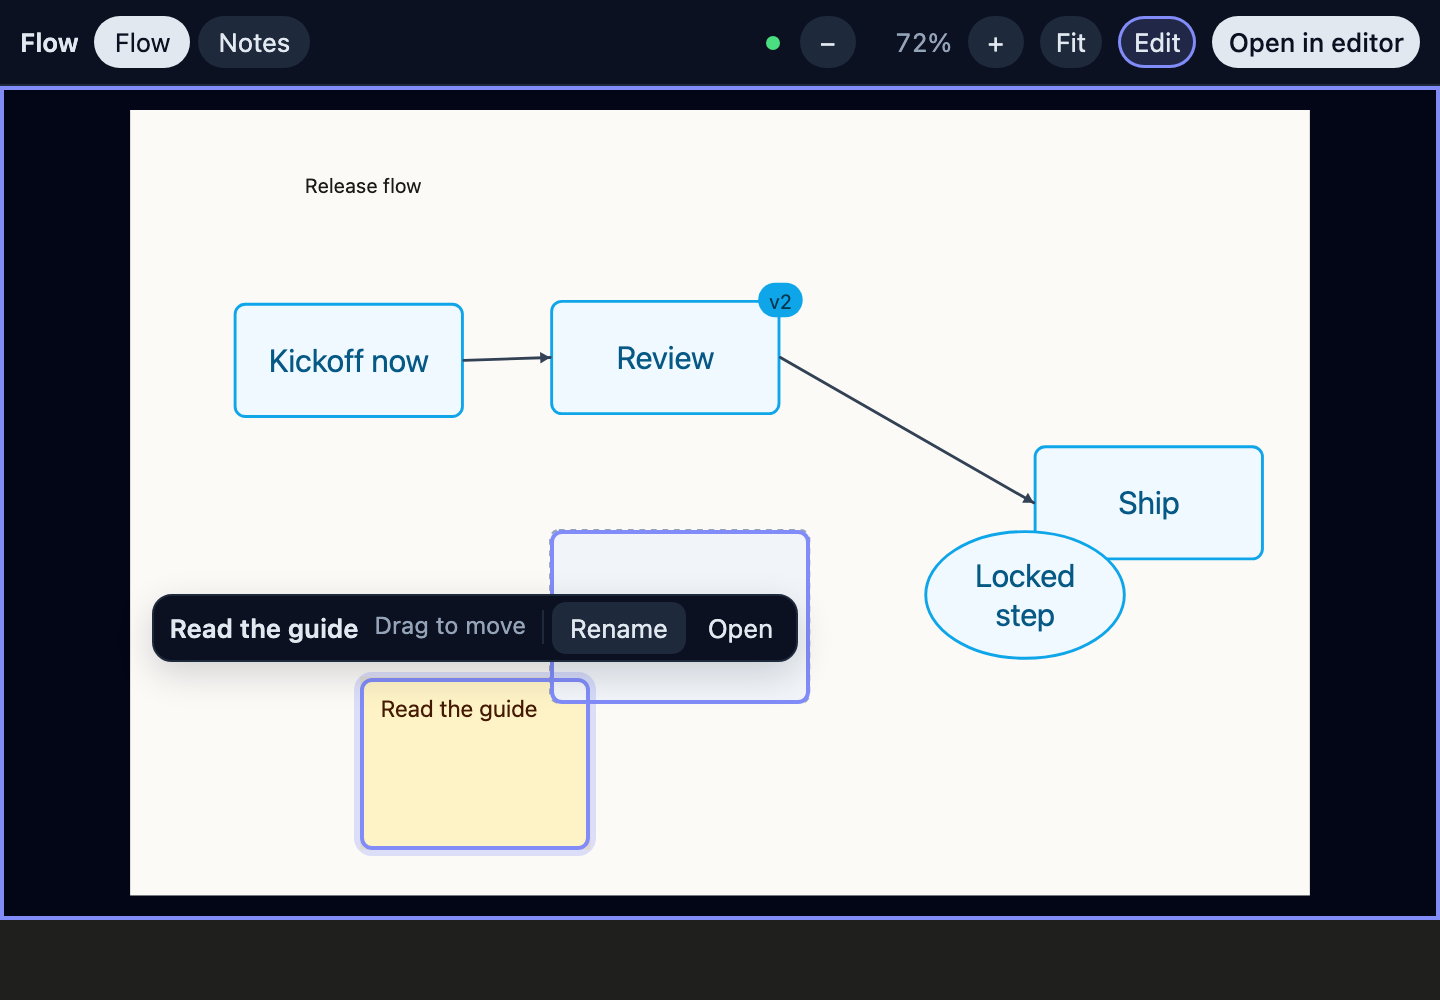 Flow Flow Notes – 72% + Fit Edit Open in editor
Release flow
v2
Kickoff now
Review
Ship
Locked
step
Read the guide Drag to move Rename Open
Read the guide